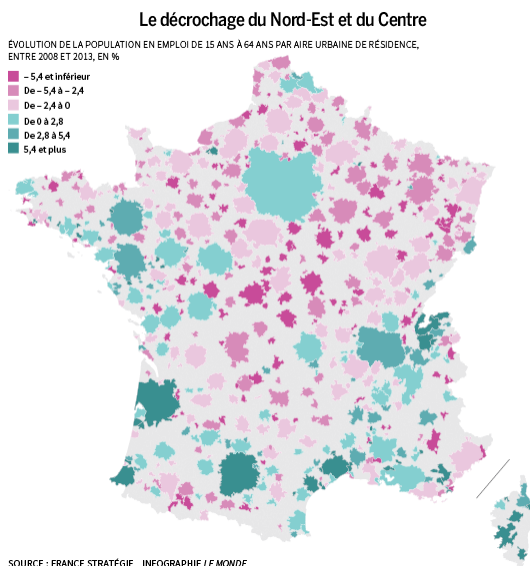 Le décrochage du Nord-Est et du Centre
ÉVOLUTION DE LA POPULATION EN EMPLOI DE 15 ANS À 64 ANS PAR AIRE URBAINE DE RÉSIDENCE,
ENTRE 2008 ET 2013, EN %
– 5,4 et inférieur
De – 5,4 à – 2,4
De – 2,4 à 0
De 0 à 2,8
De 2,8 à 5,4
5,4 et plus
SOURCE : FRANCE STRATÉGIE INFOGRAPHIE LE MONDE